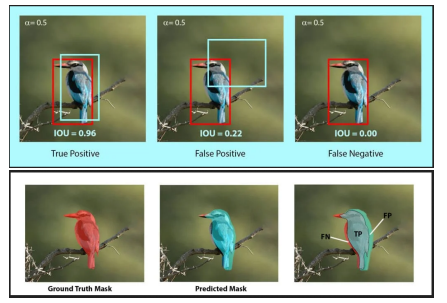 α= 0.5
α= 0.5
α= 0.5
IOU = 0.96
IOU = 0.22
IOU = 0.00
True Positive
False Positive
False Negative
FP
TP
FN
Ground Truth Mask
Predicted Mask